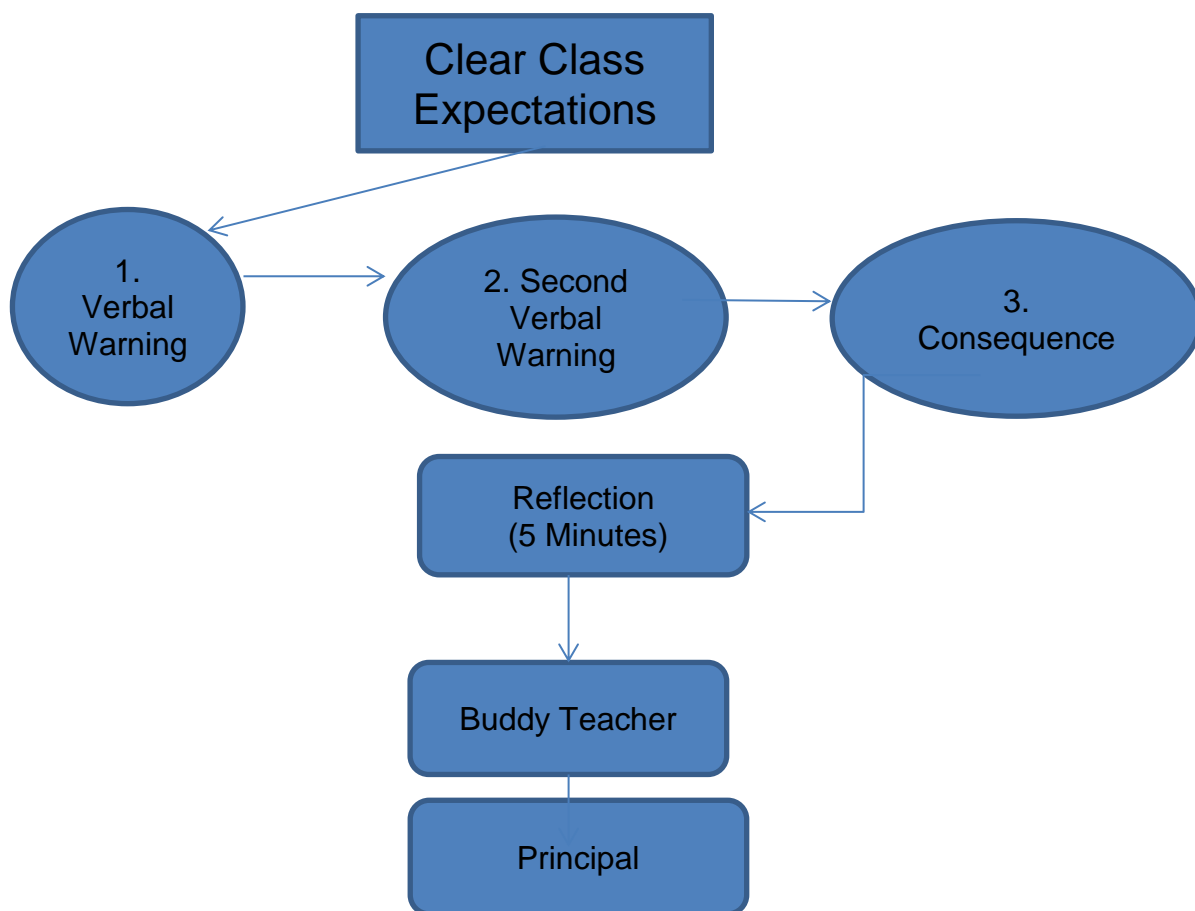 Clear Class
Expectations
1.
Verbal
Warning
2. Second
Verbal
Warning
3.
Consequence
Reflection
(5 Minutes)
Buddy Teacher
Principal